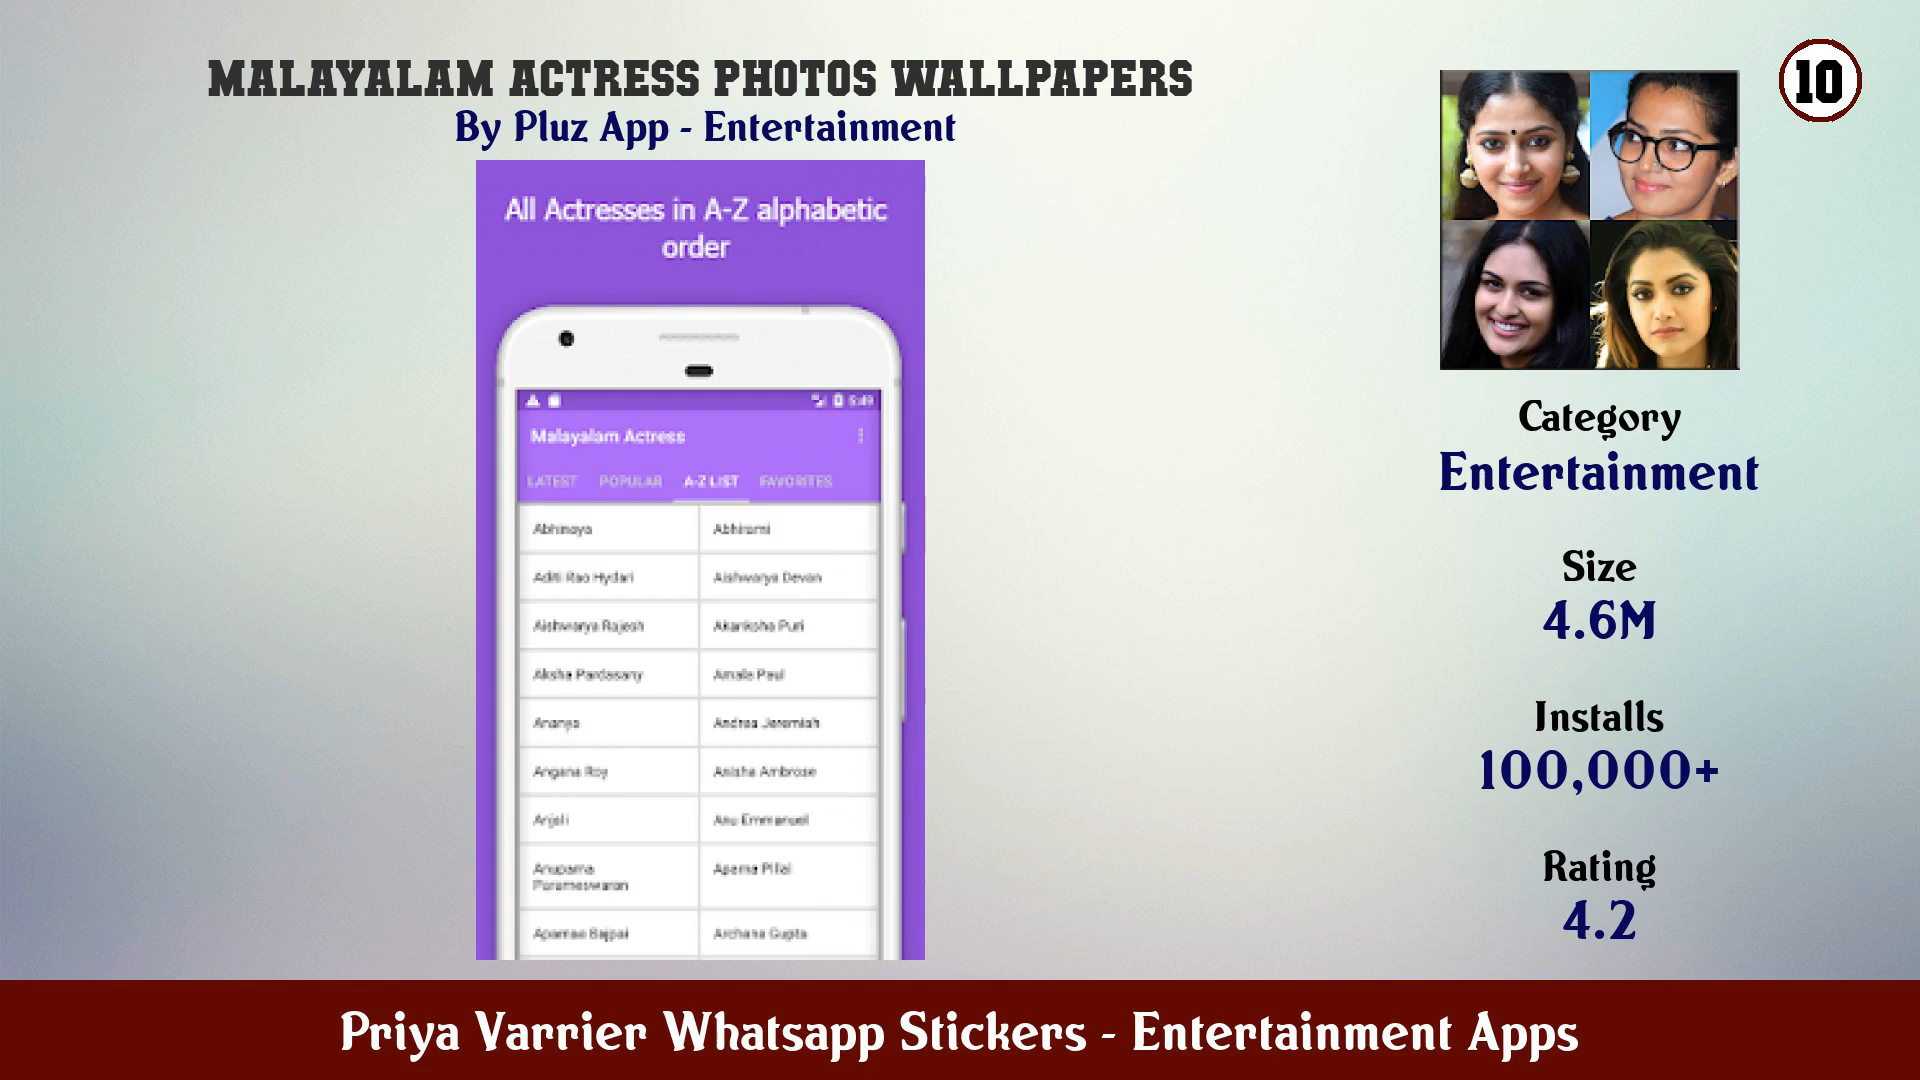 MALAYALAM ACTRESS PHOTOS WALLPAPERS
By Pluz App - Entertainment
10
All Actresses in A-Z alphabetic
order
5:49
Malayalam Actress
LATEST POPULAR A-Z LIST FAVORITES
Abhinaya Abhirami
Aditi Rao Hydari Aishwarya Devan
Aishwarya Rajesh Akanksha Puri
Aksha Pardasany Amala Paul
Ananya Andrea Jeremiah
Angana Roy Anisha Ambrose
Anjali Anu Emmanuel
Anupama Aparna Pillai
Parameswaran
Aparnaa Bajpai Archana Gupta
Category
Entertainment
Size
4.6M
Installs
100,000+
Rating
4.2
Priya Varrier Whatsapp Stickers - Entertainment Apps